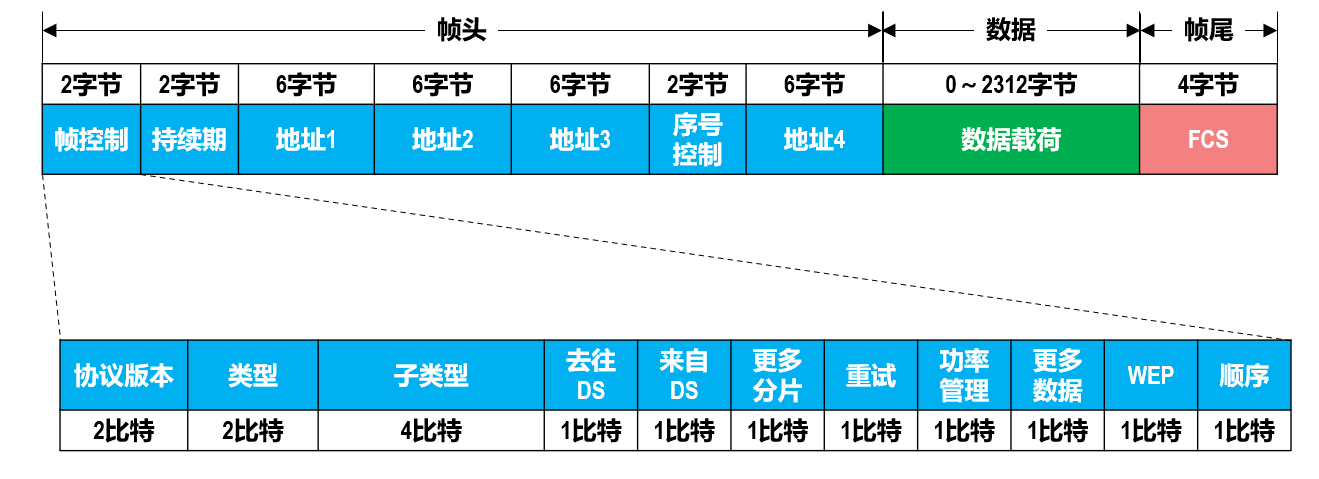 帧头 数据 帧尾
2字节 2字节 6字节 6字节 6字节 2字节 6字节 0～2312字节 4字节
帧控制 持续期 地址1 地址2 地址3 序号控制 地址4 数据载荷 FCS
协议版本 类型 子类型 去往DS 来自DS 更多分片 重试 功率管理 更多数据 WEP 顺序
2比特 2比特 4比特 1比特 1比特 1比特 1比特 1比特 1比特 1比特 1比特